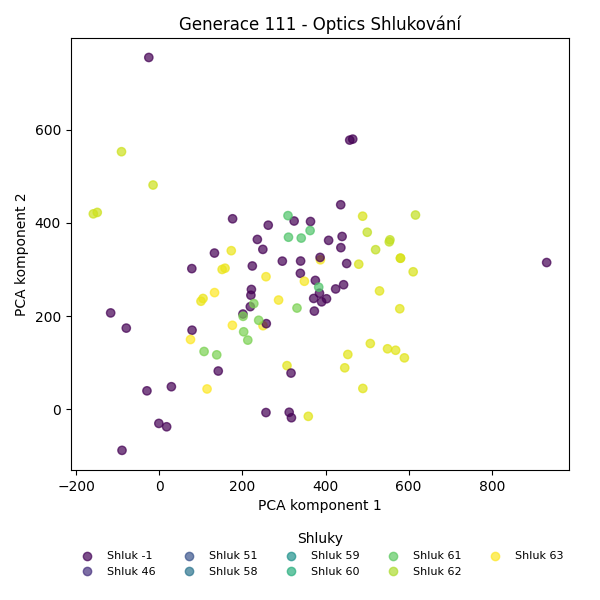 Generace 111 - Optics Shlukování
PCA komponent 2
600
400
200
0
−200
0
200
400
600
800
PCA komponent 1
Shluky
Shluk -1
Shluk 46
Shluk 51
Shluk 58
Shluk 59
Shluk 60
Shluk 61
Shluk 62
Shluk 63